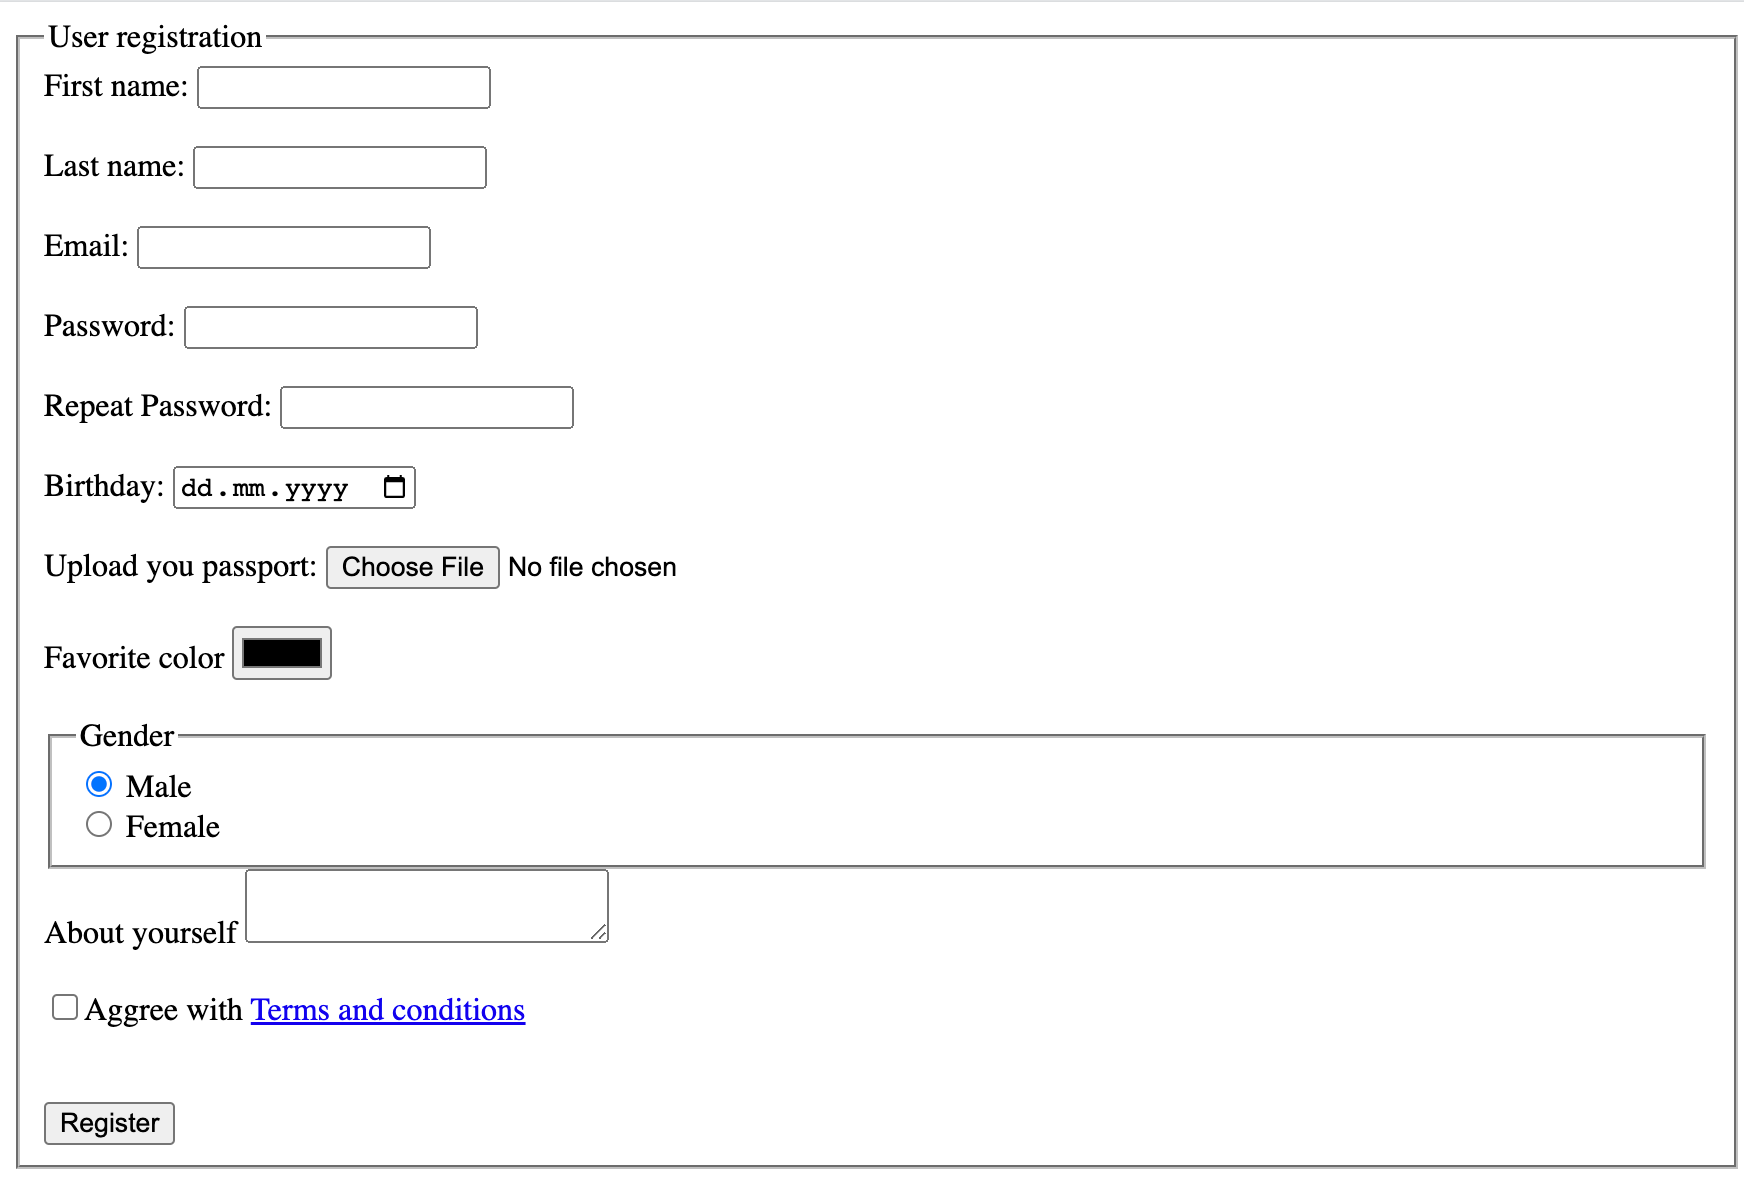 User registration
First name:
Last name:
Email:
Password:
Repeat Password:
Birthday: dd.mm.yyyy
Upload you passport: Choose File No file chosen
Favorite color
Gender
Male
Female
About yourself
Aggree with Terms and conditions
Register